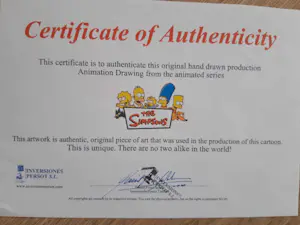 Certificate of Authenticity
This certificate is to authenticate this original hand drawn production
Animation Drawing from the animated series
THE
SIMPSONS
This artwork is authentic, original piece of art that was used in the production of this cartoon.
This is unique. There are no two alike in the world!
INVERSIONES